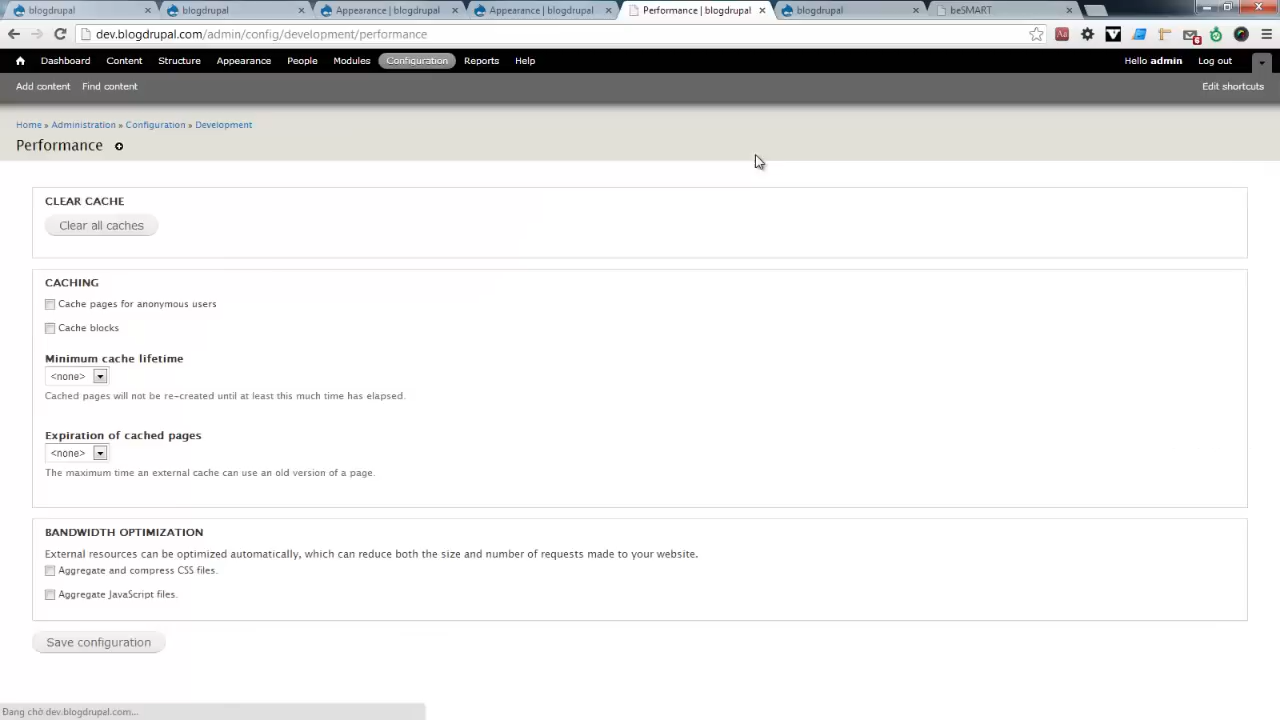 blogdrupal
blogdrupal
Appearance | blogdrupal
Appearance | blogdrupal
Performance | blogdrupal
blogdrupal
beSMART
dev.blogdrupal.com/admin/config/development/performance
6
Dashboard Content Structure Appearance People Modules Configuration Reports Help Hello admin Log out
Add content Find content Edit shortcuts
Home » Administration » Configuration » Development
Performance
CLEAR CACHE
Clear all caches
CACHING
Cache pages for anonymous users
Cache blocks
Minimum cache lifetime
<none>
Cached pages will not be re-created until at least this much time has elapsed.
Expiration of cached pages
<none>
The maximum time an external cache can use an old version of a page.
BANDWIDTH OPTIMIZATION
External resources can be optimized automatically, which can reduce both the size and number of requests made to your website.
Aggregate and compress CSS files.
Aggregate JavaScript files.
Save configuration
Đang chờ dev.blogdrupal.com...